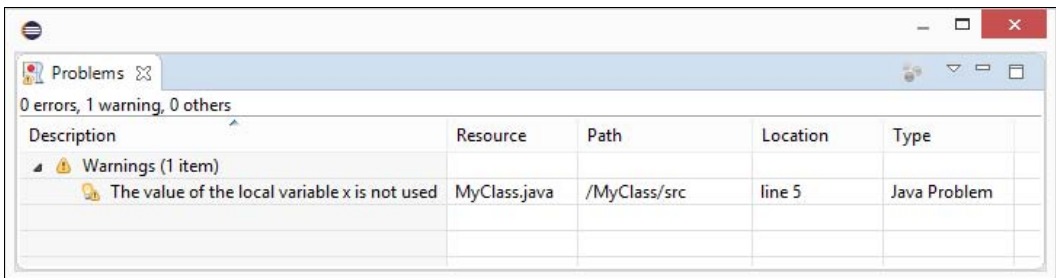 Problems
0 errors, 1 warning, 0 others
Description Resource Path Location Type
Warnings (1 item)
The value of the local variable x is not used MyClass.java /MyClass/src line 5 Java Problem